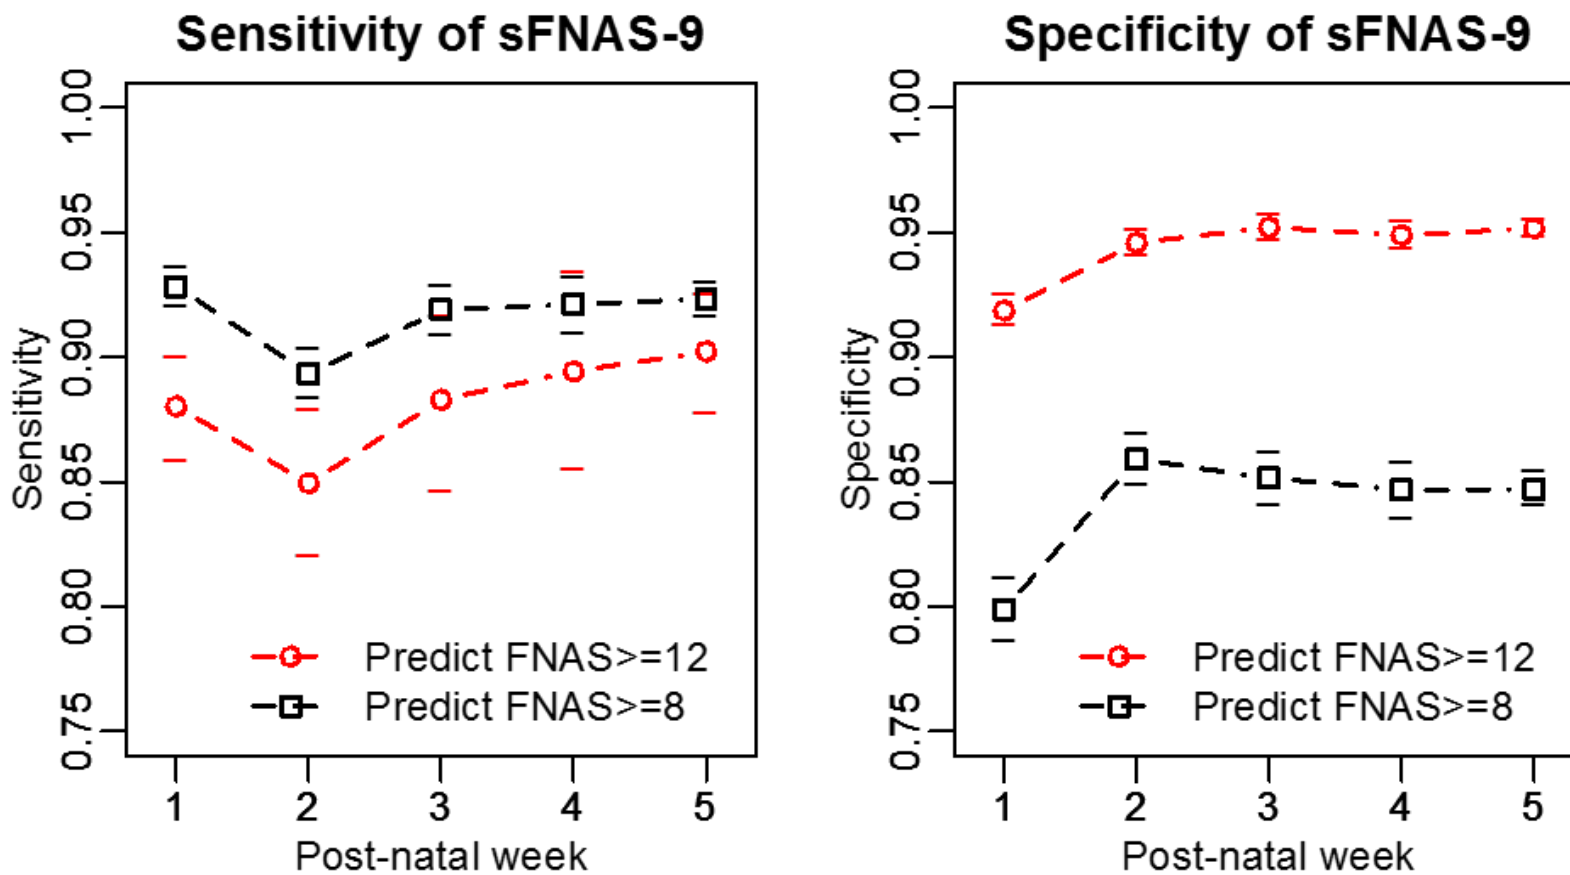 Sensitivity of sFNAS-9
Sensitivity
1.00
0.95
0.90
0.85
0.80
0.75
Predict FNAS>=12
Predict FNAS>=8
1 2 3 4 5
Post-natal week
Specificity of sFNAS-9
Specificity
1.00
0.95
0.90
0.85
0.80
0.75
Predict FNAS>=12
Predict FNAS>=8
1 2 3 4 5
Post-natal week